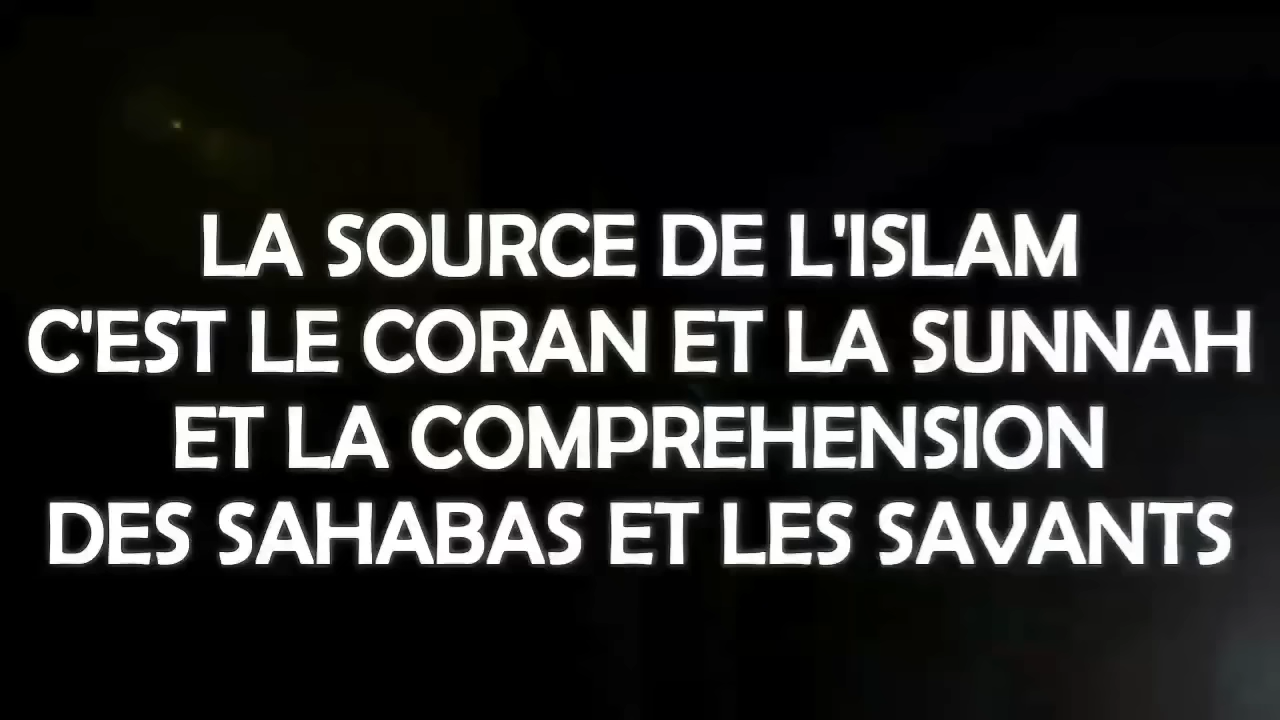 LA SOURCE DE L'ISLAM
C'EST LE CORAN ET LA SUNNAH
ET LA COMPREHENSION
DES SAHABAS ET LES SAVANTS